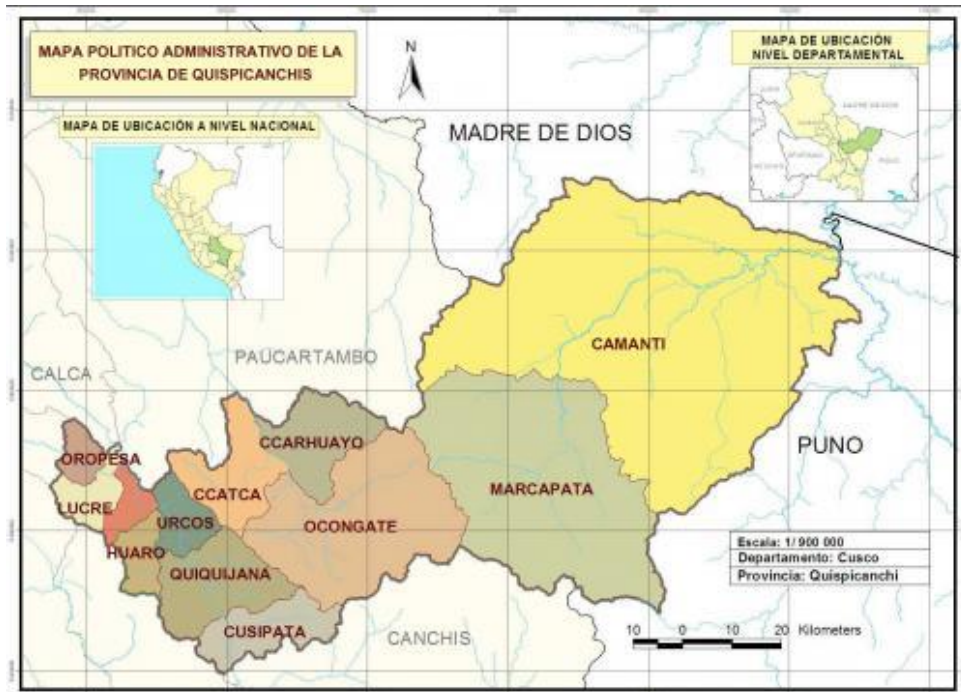 MAPA POLITICO ADMINISTRATIVO DE LA
PROVINCIA DE QUISPICANCHIS
N
MAPA DE UBICACIÓN
NIVEL DEPARTAMENTAL
MAPA DE UBICACIÓN A NIVEL NACIONAL
MADRE DE DIOS
PAUCARTAMBO
CALCA
CAMANTI
PUNO
CCARHUAYO
OROPESA
CCATCA
MARCAPATA
LUCRE
URCOS
OCONGATE
HUARO
QUIQUIJANA
CUSIPATA
CANCHIS
Escala: 1/ 900 000
Departamento: Cusco
Provincia: Quispicanchi
10 0 10 20 Kilometers